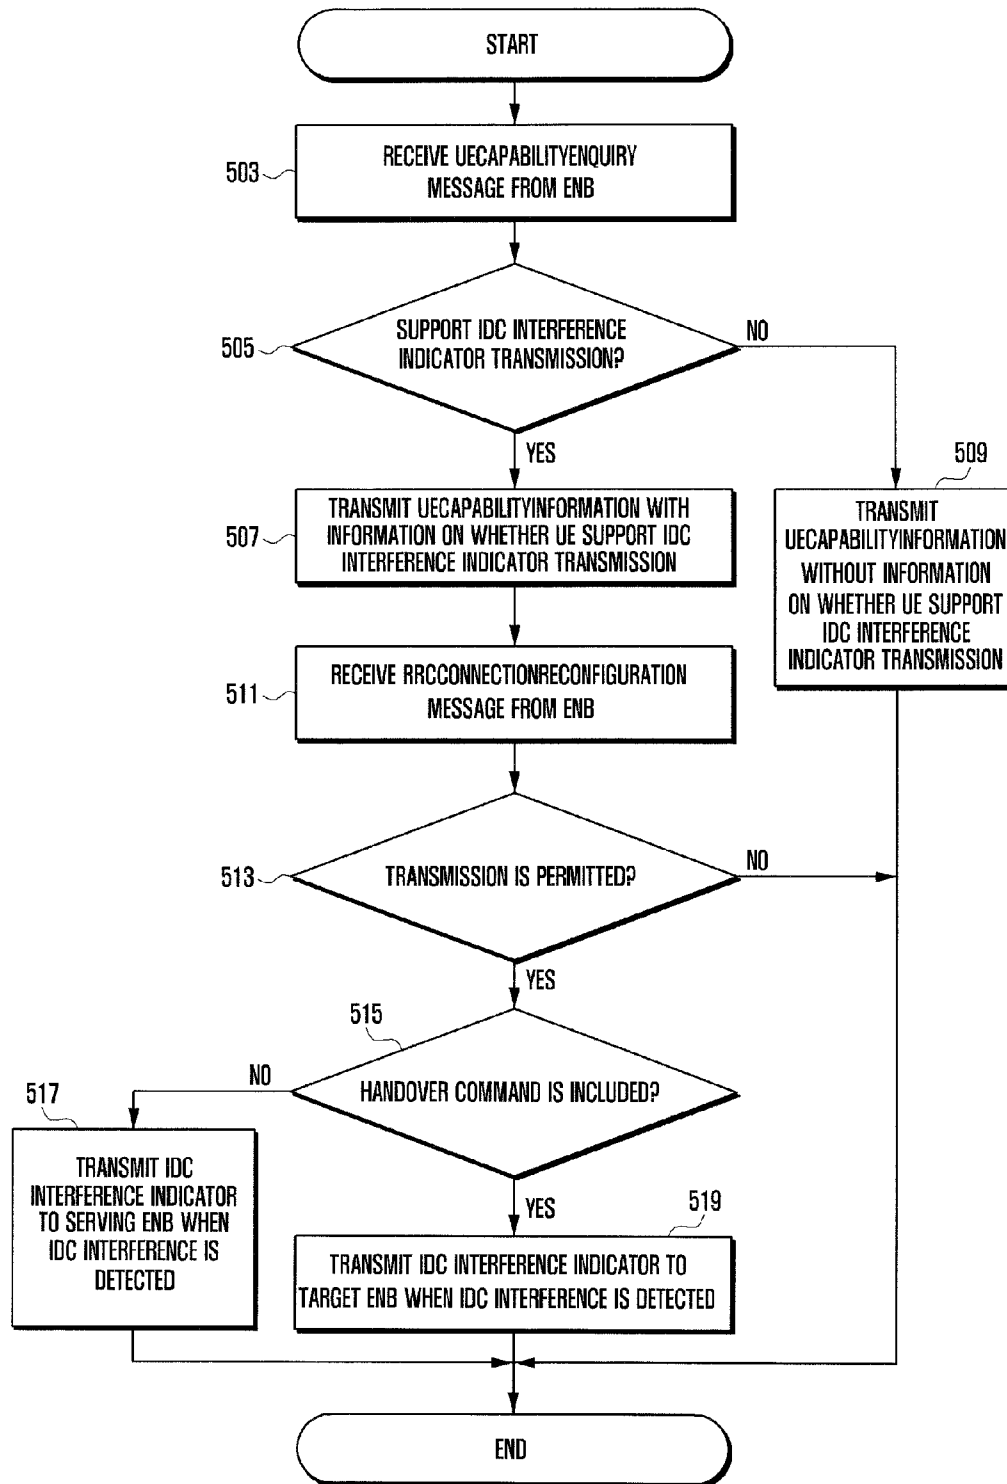 START
503
RECEIVE UECAPABILITYENQUIRY
MESSAGE FROM ENB
505
SUPPORT IDC INTERFERENCE
INDICATOR TRANSMISSION?
NO
YES
507
TRANSMIT UECAPABILITYINFORMATION WITH
INFORMATION ON WHETHER UE SUPPORT IDC
INTERFERENCE INDICATOR TRANSMISSION
509
TRANSMIT
UECAPABILITYINFORMATION
WITHOUT INFORMATION
ON WHETHER UE SUPPORT
IDC INTERFERENCE
INDICATOR TRANSMISSION
511
RECEIVE RRCCONNECTIONRECONFIGURATION
MESSAGE FROM ENB
513
TRANSMISSION IS PERMITTED?
NO
YES
515
HANDOVER COMMAND IS INCLUDED?
NO
YES
517
TRANSMIT IDC
INTERFERENCE INDICATOR
TO SERVING ENB WHEN
IDC INTERFERENCE IS
DETECTED
519
TRANSMIT IDC INTERFERENCE INDICATOR TO
TARGET ENB WHEN IDC INTERFERENCE IS DETECTED
END